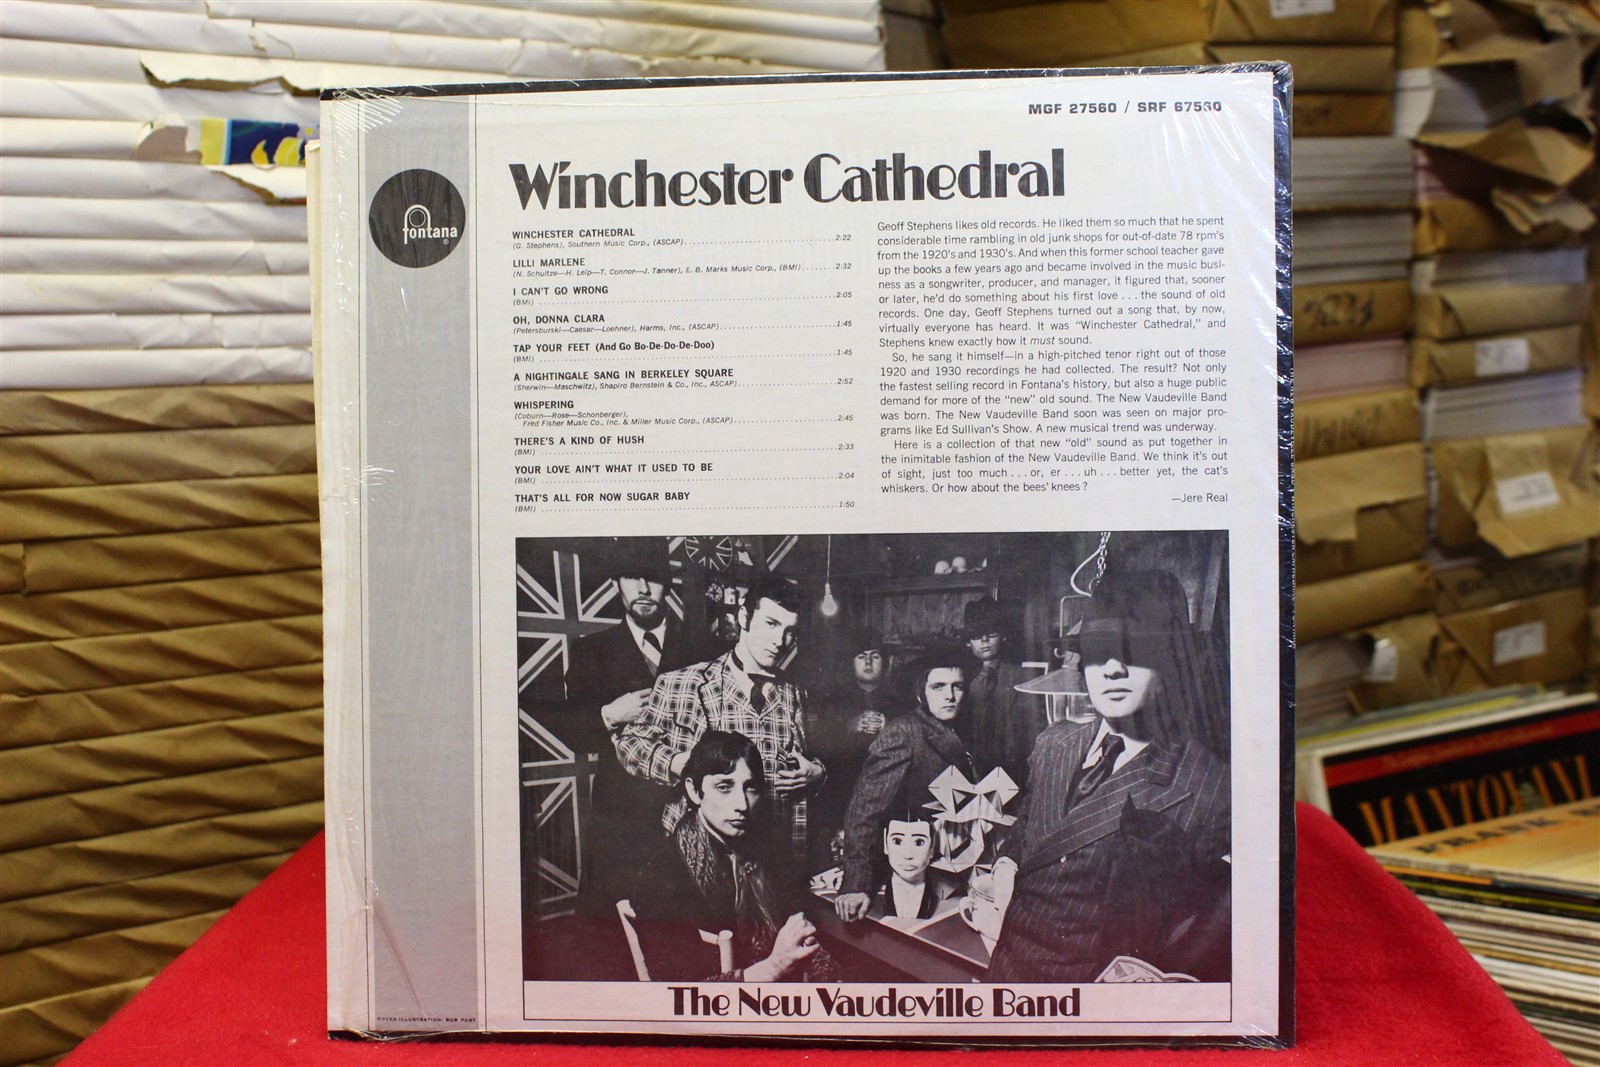 MGF 27560 / SRF 67560
Winchester Cathedral
fontana
®
WINCHESTER CATHEDRAL
(G. Stephens), Southern Music Corp., (ASCAP) 2:22
LILLI MARLENE
(N. Schultze—H. Leip—T. Connor—J. Tanner), E. B. Marks Music Corp., (BMI) 2:32
I CAN'T GO WRONG
(BMI) 2:05
OH, DONNA CLARA
(Petersburski—Caesar—Loehner), Harms, Inc., (ASCAP) 1:45
TAP YOUR FEET (And Go Bo-De-Do-De-Doo)
(BMI) 1:45
A NIGHTINGALE SANG IN BERKELEY SQUARE
(Sherwin—Maschwitz), Shapiro Bernstein & Co., Inc., ASCAP) 2:52
WHISPERING
(Coburn—Rose—Schonberger),
Fred Fisher Music Co., Inc. & Miller Music Corp., (ASCAP) 2:45
THERE'S A KIND OF HUSH
(BMI) 2:33
YOUR LOVE AIN'T WHAT IT USED TO BE
(BMI) 2:04
THAT'S ALL FOR NOW SUGAR BABY
(BMI) 1:50
Geoff Stephens likes old records. He liked them so much that he spent
considerable time rambling in old junk shops for out-of-date 78 rpm's
from the 1920's and 1930's. And when this former school teacher gave
up the books a few years ago and became involved in the music busi-
ness as a songwriter, producer, and manager, it figured that, sooner
or later, he'd do something about his first love . . . the sound of old
records. One day, Geoff Stephens turned out a song that, by now,
virtually everyone has heard. It was "Winchester Cathedral," and
Stephens knew exactly how it must sound.
So, he sang it himself—in a high-pitched tenor right out of those
1920 and 1930 recordings he had collected. The result? Not only
the fastest selling record in Fontana's history, but also a huge public
demand for more of the "new" old sound. The New Vaudeville Band
was born. The New Vaudeville Band soon was seen on major pro-
grams like Ed Sullivan's Show. A new musical trend was underway.
Here is a collection of that new "old" sound as put together in
the inimitable fashion of the New Vaudeville Band. We think it's out
of sight, just too much . . . or, er . . . uh . . . better yet, the cat's
whiskers. Or how about the bees' knees ?
—Jere Real
The New Vaudeville Band
COVER ILLUSTRATION: BOB
MANTOVANI
FRANK